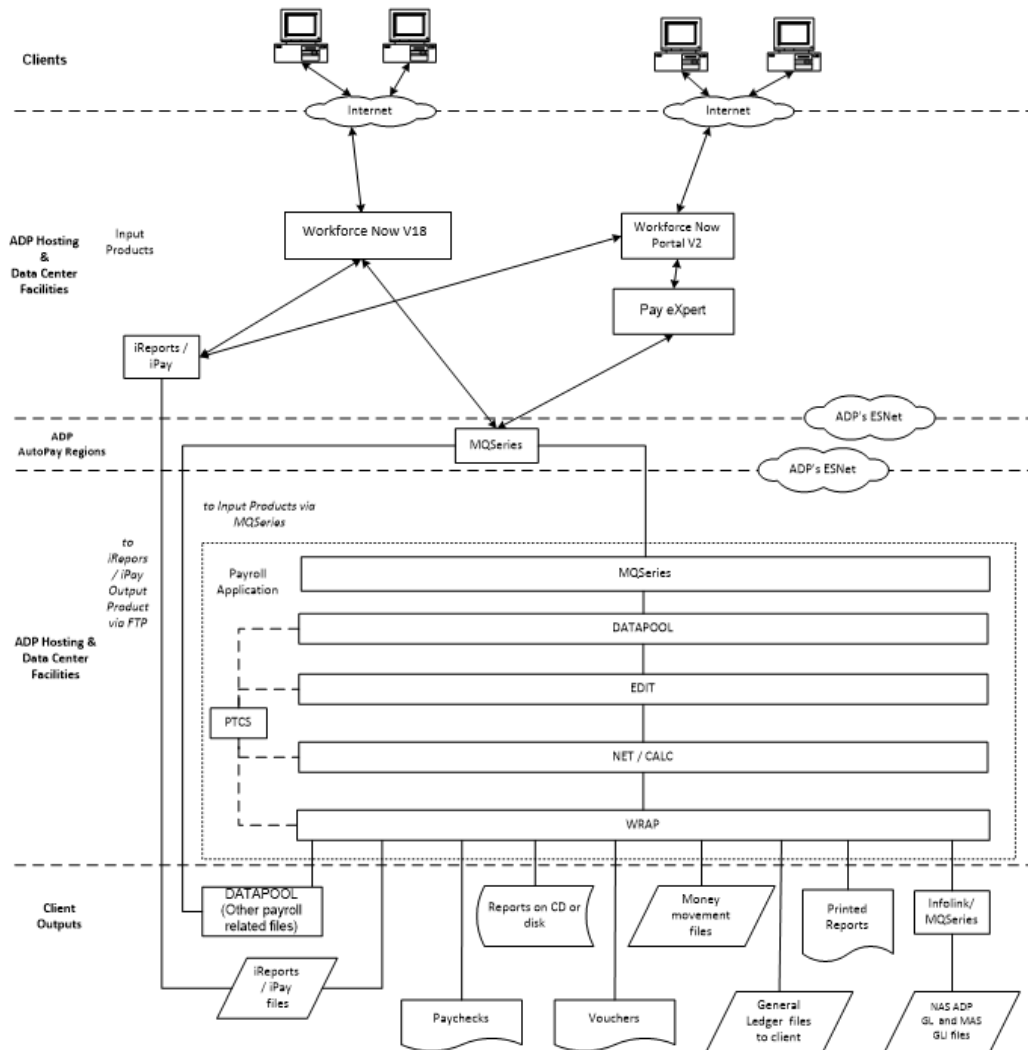 Clients
Internet
Internet
ADP Hosting
&
Data Center
Facilities
Input
Products
Workforce Now V18
Workforce Now
Portal V2
Pay eXpert
iReports /
iPay
ADP's ESNet
ADP
AutoPay Regions
MQSeries
ADP's ESNet
to Input Products via
MQSeries
to
iRepors
/ iPay
Output
Product
via FTP
ADP Hosting &
Data Center
Facilities
Payroll
Application
MQSeries
DATAPOOL
EDIT
PTCS
NET / CALC
WRAP
Client
Outputs
DATAPOOL
(Other payroll
related files)
Reports on CD or
disk
Money
movement
files
Printed
Reports
Infolink/
MQSeries
iReports
/ iPay
files
Paychecks
Vouchers
General
Ledger files
to client
NAS ADP
GL and MAS
GLI files